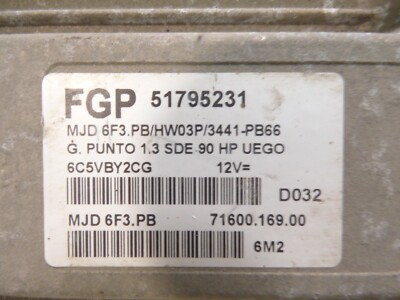 FGP 51795231
MJD 6F3.PB/HW03P/3441-PB66
G. PUNTO 1.3 SDE 90 HP UEGO
6C5VBY2CG 12V=
D032
MJD 6F3.PB 71600.169.00
6M2